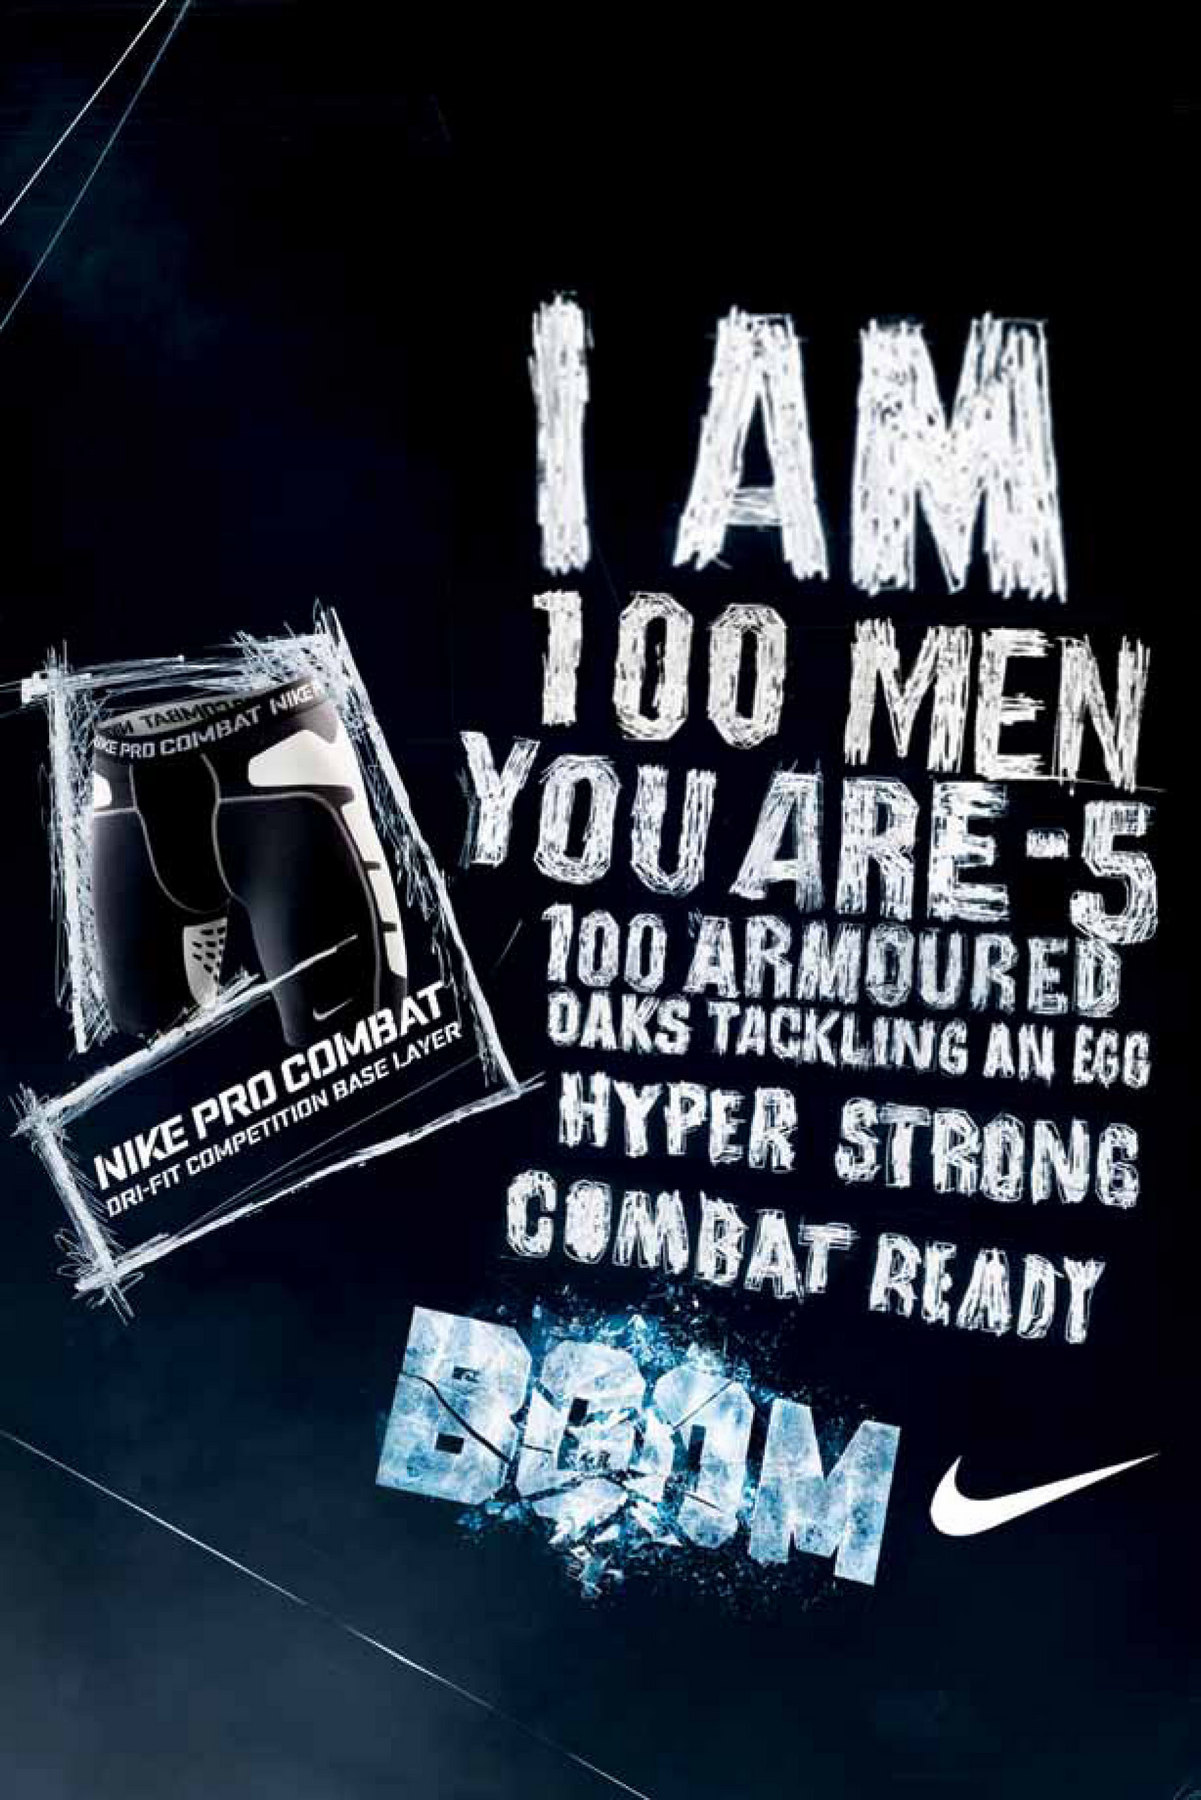 I AM
100 MEN
YOU ARE -5
100 ARMOURED
OAKS TACKLING AN EGG
HYPER STRONG
COMBAT READY
BOOM
NIKE PRO COMBAT NIKE
NIKE PRO COMBAT
DRI-FIT COMPETITION BASE LAYER